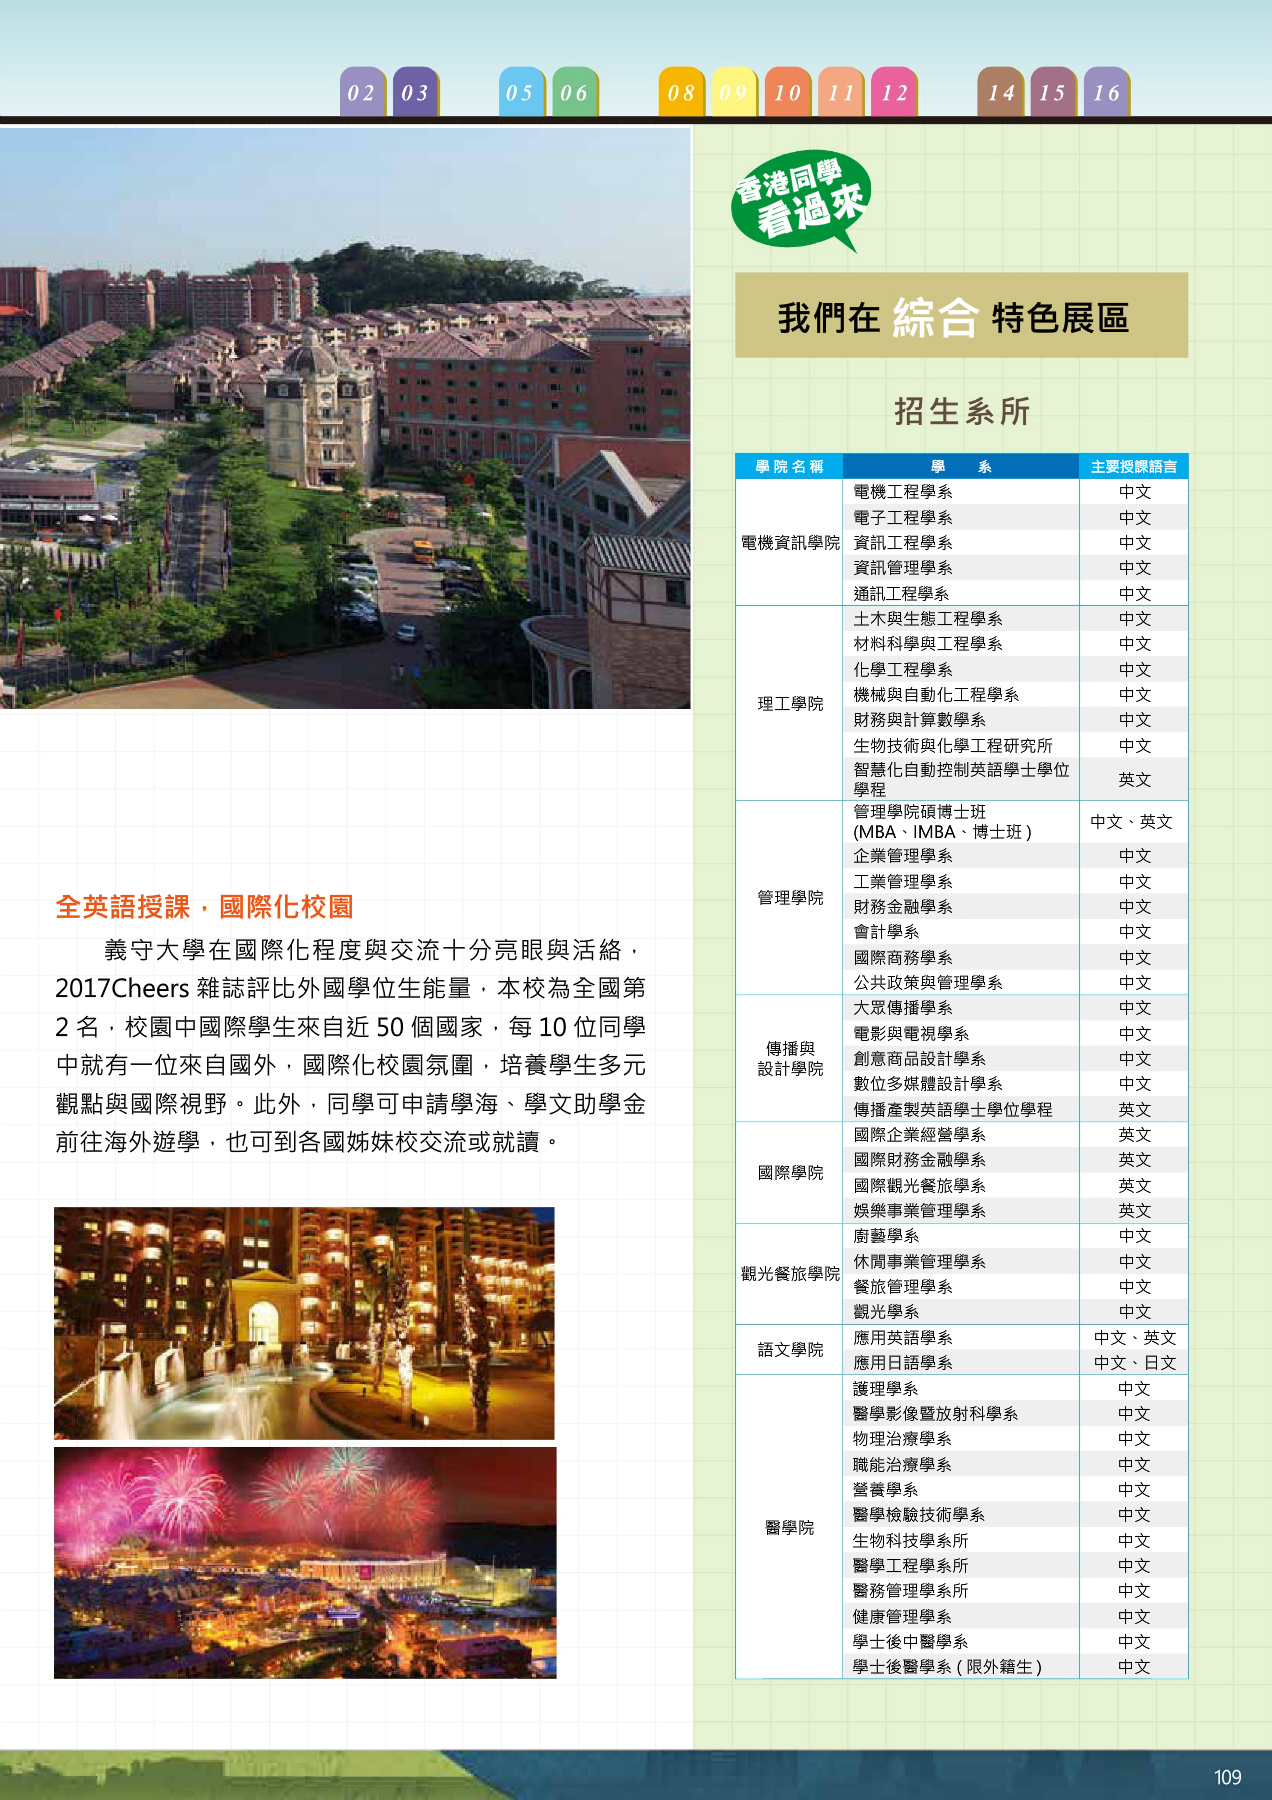 02 03 05 06 08 09 10 11 12 14 15 16
香港同學
看過來
我們在 綜合 特色展區
招生系所
學院名稱 學 系 主要授課語言
電機資訊學院
電機工程學系 中文
電子工程學系 中文
資訊工程學系 中文
資訊管理學系 中文
通訊工程學系 中文
理工學院
土木與生態工程學系 中文
材料科學與工程學系 中文
化學工程學系 中文
機械與自動化工程學系 中文
財務與計算數學系 中文
生物技術與化學工程研究所 中文
智慧化自動控制英語學士學位
學程 英文
管理學院
管理學院碩博士班
(MBA、IMBA、博士班) 中文、英文
企業管理學系 中文
工業管理學系 中文
財務金融學系 中文
會計學系 中文
國際商務學系 中文
公共政策與管理學系 中文
傳播與
設計學院
大眾傳播學系 中文
電影與電視學系 中文
創意商品設計學系 中文
數位多媒體設計學系 中文
傳播產製英語學士學位學程 英文
國際學院
國際企業經營學系 英文
國際財務金融學系 英文
國際觀光餐旅學系 英文
娛樂事業管理學系 英文
觀光餐旅學院
廚藝學系 中文
休閒事業管理學系 中文
餐旅管理學系 中文
觀光學系 中文
語文學院
應用英語學系 中文、英文
應用日語學系 中文、日文
醫學院
護理學系 中文
醫學影像暨放射科學系 中文
物理治療學系 中文
職能治療學系 中文
營養學系 中文
醫學檢驗技術學系 中文
生物科技學系所 中文
醫學工程學系所 中文
醫務管理學系所 中文
健康管理學系 中文
學士後中醫學系 中文
學士後醫學系 ( 限外籍生 ) 中文
全英語授課，國際化校園
義守大學在國際化程度與交流十分亮眼與活絡，
2017Cheers 雜誌評比外國學位生能量，本校為全國第
2 名，校園中國際學生來自近 50 個國家，每 10 位同學
中就有一位來自國外，國際化校園氛圍，培養學生多元
觀點與國際視野。此外，同學可申請學海、學文助學金
前往海外遊學，也可到各國姊妹校交流或就讀。
109